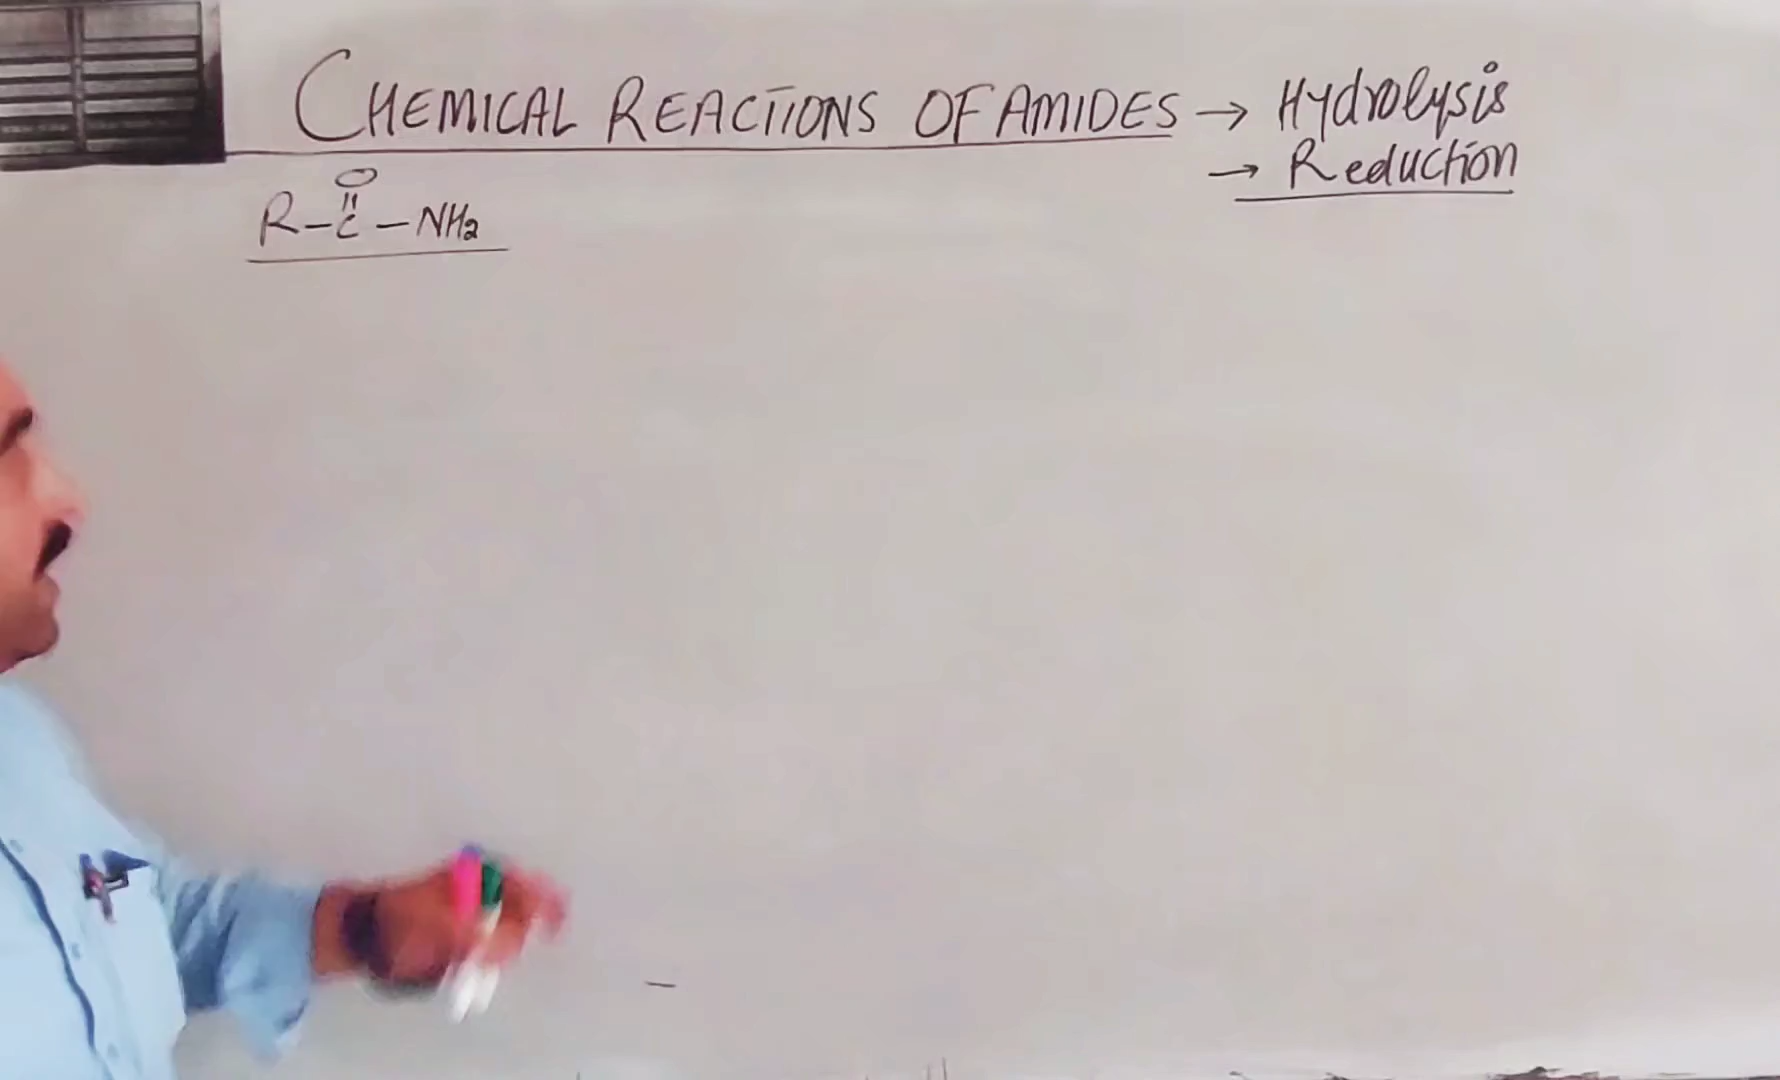 CHEMICAL REACTIONS OF AMIDES → Hydrolysis
→ Reduction
O
||
R-C-NH₂